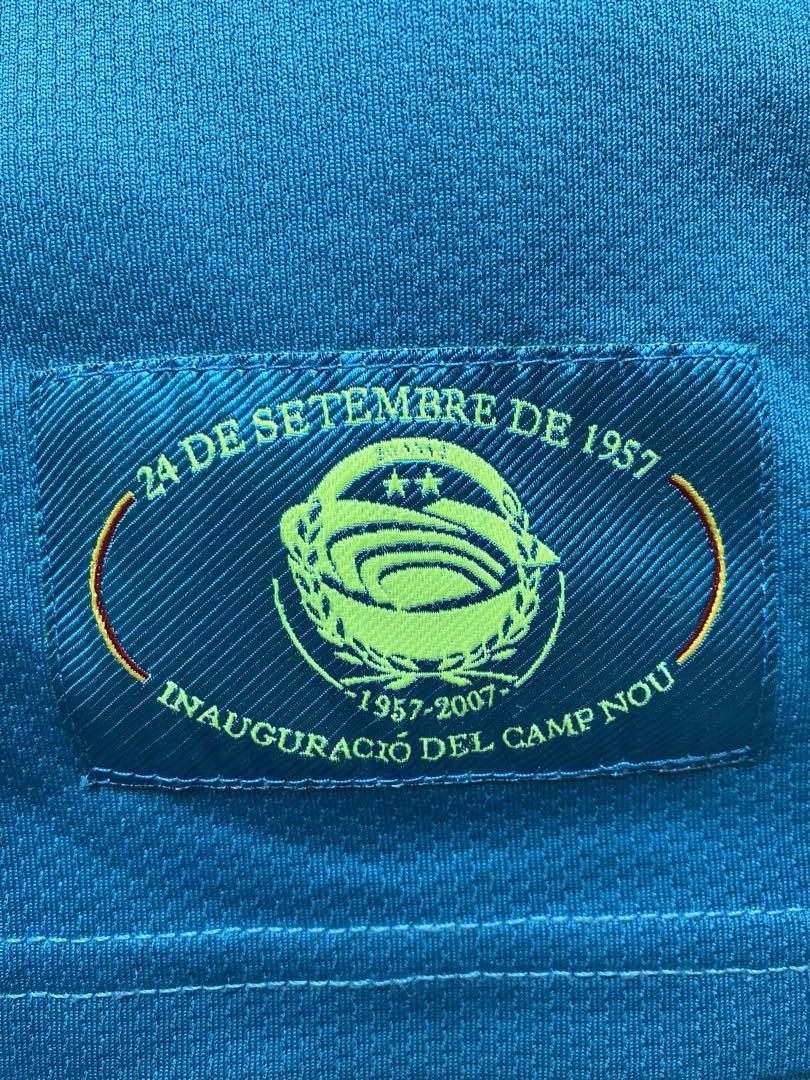 24 DE SETEMBRE DE 1957
-1957-2007-
INAUGURACIÓ DEL CAMP NOU